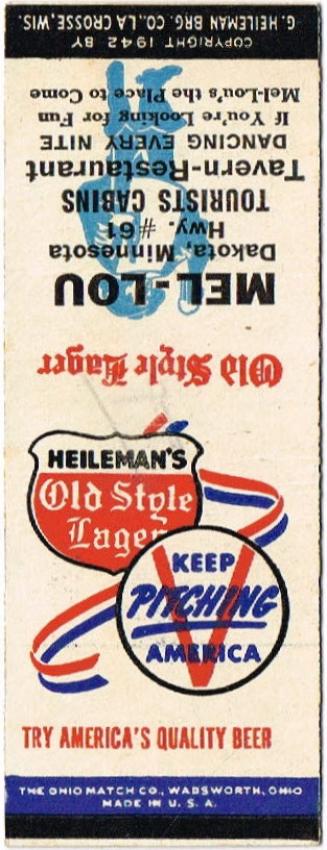 COPYRIGHT 1942 BY
G. HEILEMAN BRG. CO., LA CROSSE, WIS.
Old Style Lager
MEL-LOU
Dakota, Minnesota
Hwy. #61
TOURISTS CABINS
Tavern-Restaurant
DANCING EVERY NITE
If You're Looking for Fun
Mel-Lou's the Place to Come
HEILEMAN'S
Old Style
Lager
KEEP
PITCHING
AMERICA
TRY AMERICA'S QUALITY BEER
THE OHIO MATCH CO., WADSWORTH, OHIO
MADE IN U. S. A.